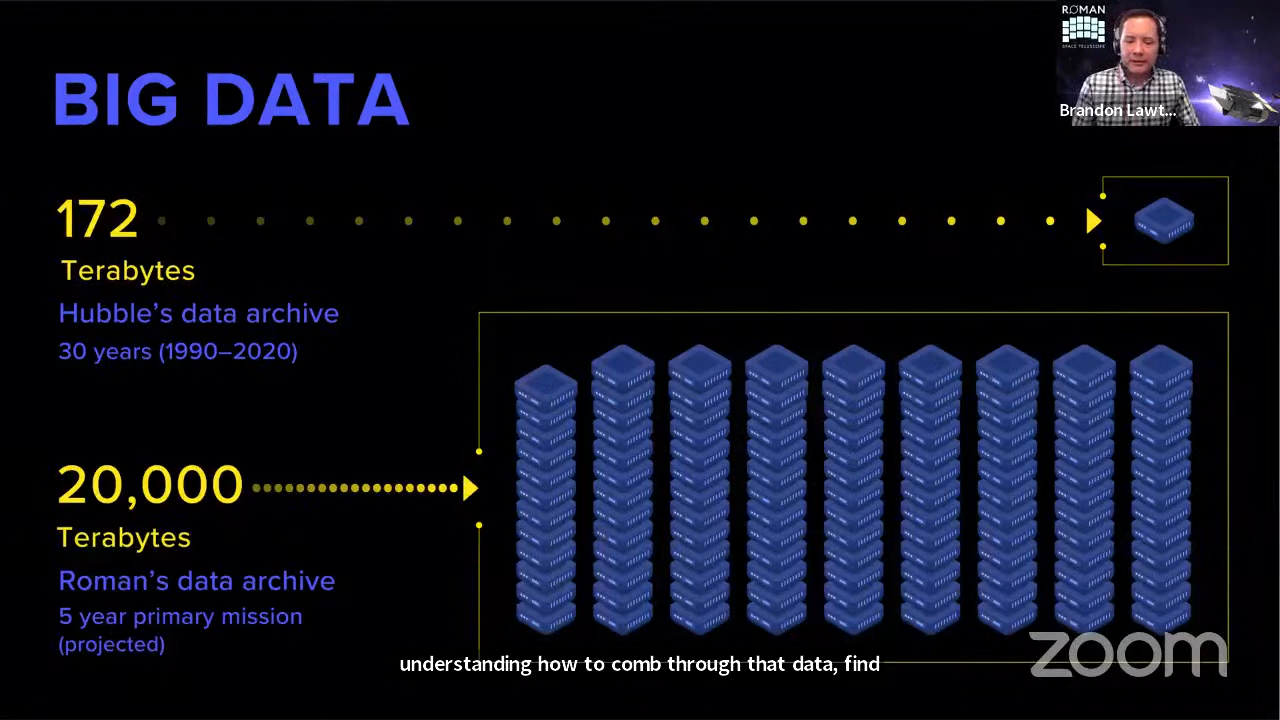 BIG DATA
172
Terabytes
Hubble's data archive
30 years (1990–2020)
20,000
Terabytes
Roman's data archive
5 year primary mission
(projected)
ROMAN
SPACE TELESCOPE
Brandon Lawt...
understanding how to comb through that data, find
zoom